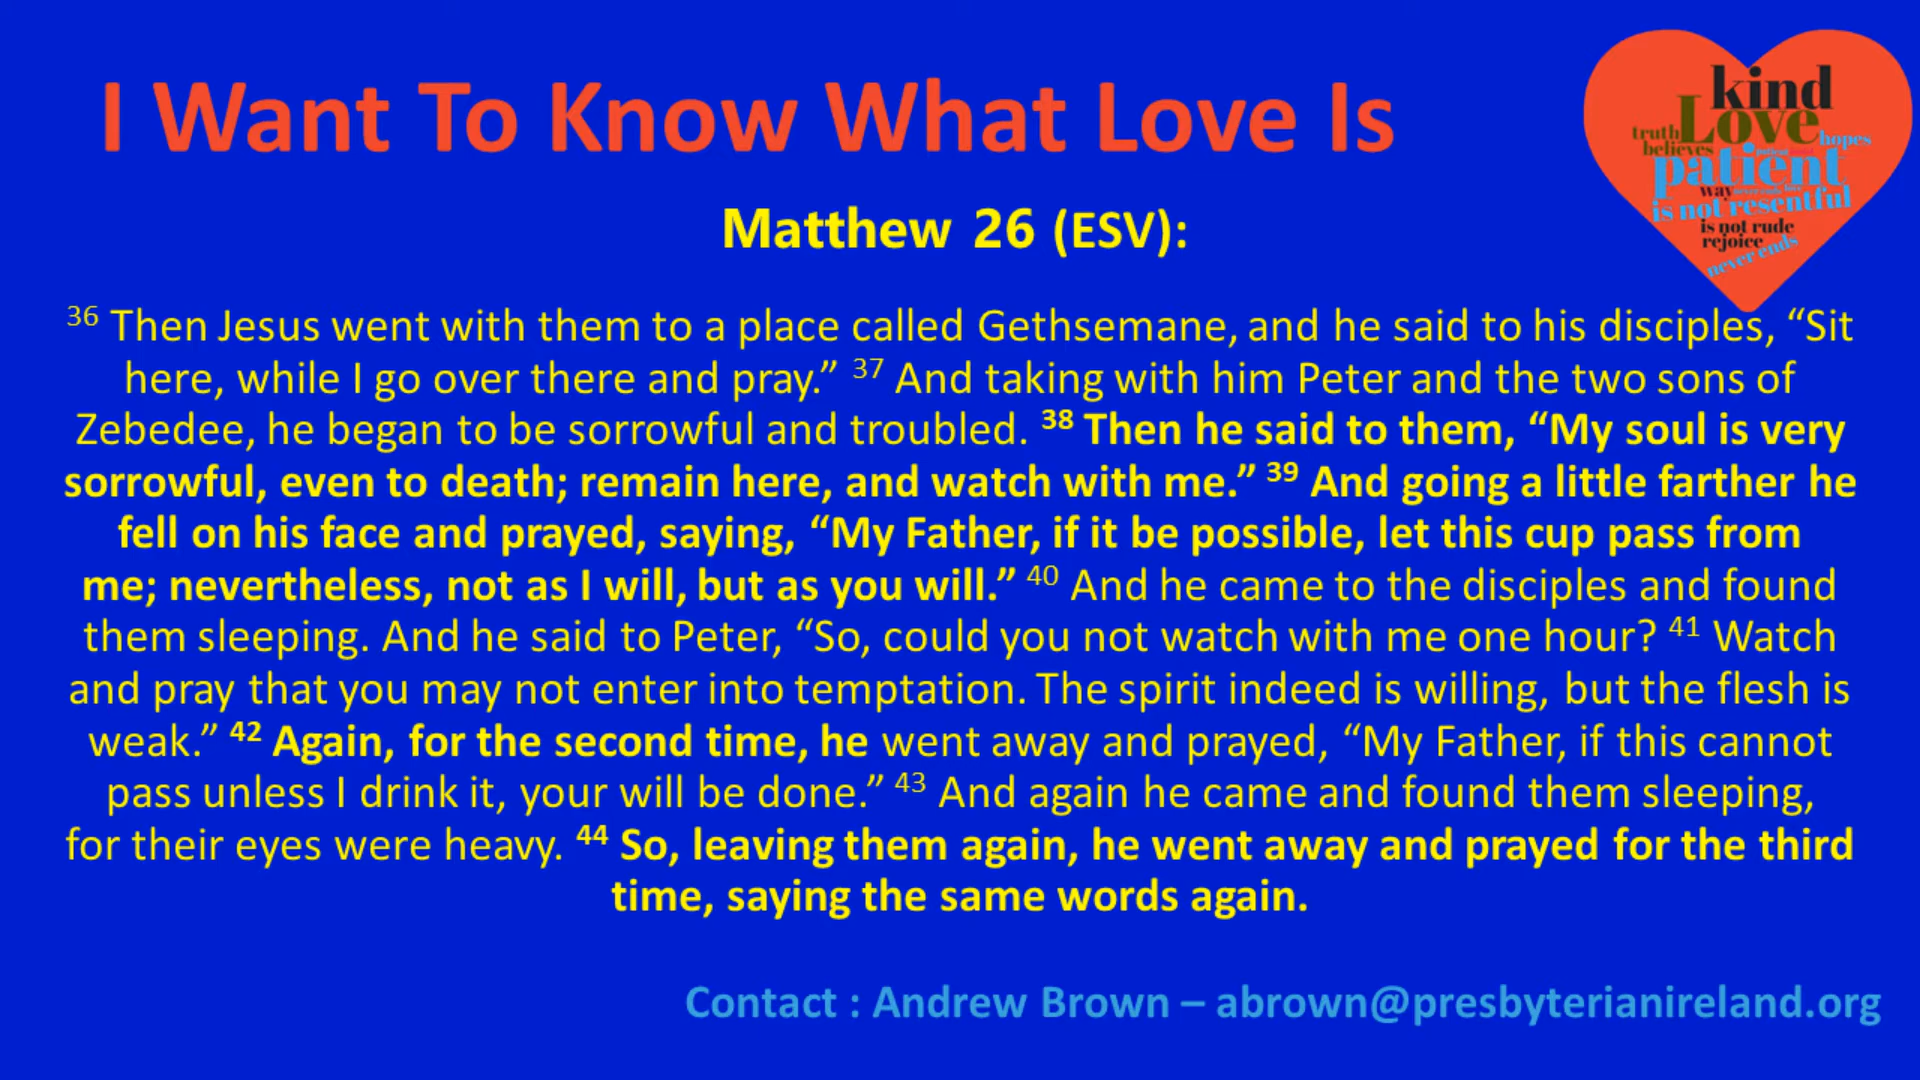 I Want To Know What Love Is
kind
Love
truth
hopes
believes
patient
way
is not resentful
is not rude
rejoice
never ends
Matthew 26 (ESV):
36 Then Jesus went with them to a place called Gethsemane, and he said to his disciples, “Sit
here, while I go over there and pray.” 37 And taking with him Peter and the two sons of
Zebedee, he began to be sorrowful and troubled. 38 Then he said to them, “My soul is very
sorrowful, even to death; remain here, and watch with me.” 39 And going a little farther he
fell on his face and prayed, saying, “My Father, if it be possible, let this cup pass from
me; nevertheless, not as I will, but as you will.” 40 And he came to the disciples and found
them sleeping. And he said to Peter, “So, could you not watch with me one hour? 41 Watch
and pray that you may not enter into temptation. The spirit indeed is willing, but the flesh is
weak.” 42 Again, for the second time, he went away and prayed, “My Father, if this cannot
pass unless I drink it, your will be done.” 43 And again he came and found them sleeping,
for their eyes were heavy. 44 So, leaving them again, he went away and prayed for the third
time, saying the same words again.
Contact : Andrew Brown – abrown@presbyterianireland.org